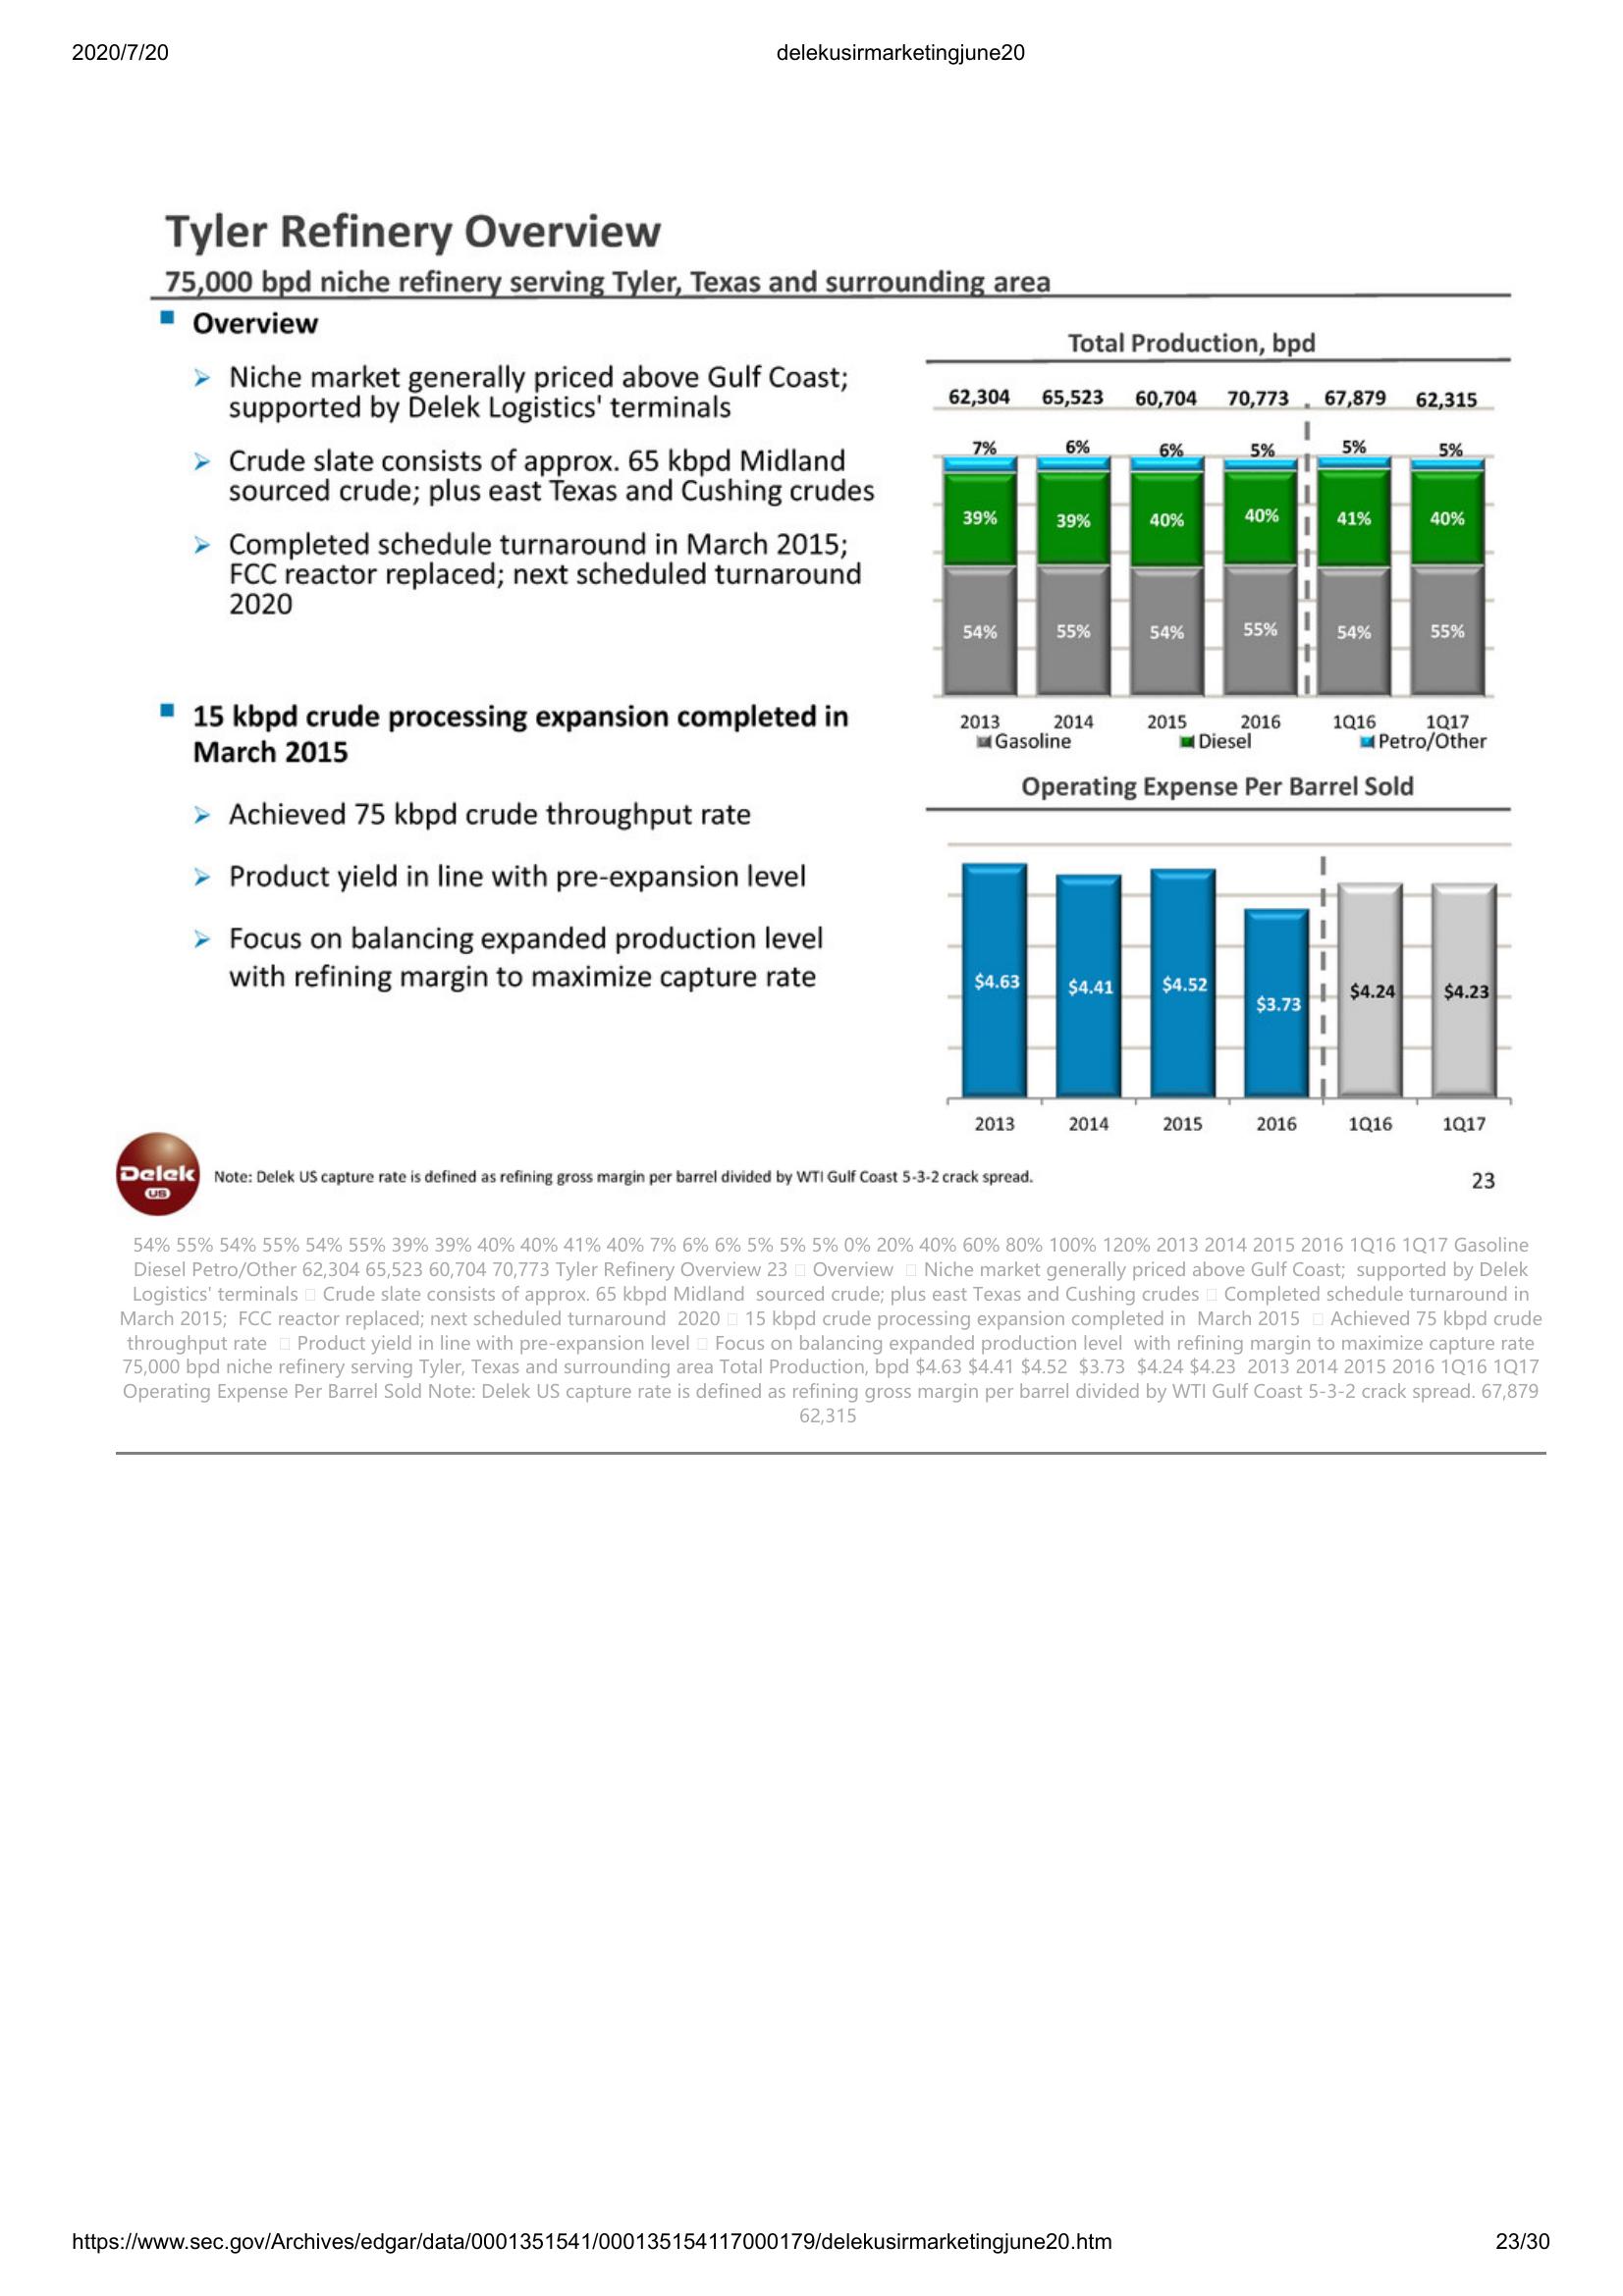 2020/7/20
delekusirmarketingjune20
Tyler Refinery Overview
75,000 bpd niche refinery serving Tyler, Texas and surrounding area
Overview
Niche market generally priced above Gulf Coast;
supported by Delek Logistics' terminals
Crude slate consists of approx. 65 kbpd Midland
sourced crude; plus east Texas and Cushing crudes
Completed schedule turnaround in March 2015;
FCC reactor replaced; next scheduled turnaround
2020
15 kbpd crude processing expansion completed in
March 2015
Achieved 75 kbpd crude throughput rate
Product yield in line with pre-expansion level
Focus on balancing expanded production level
with refining margin to maximize capture rate
Total Production, bpd
62,304 65,523 60,704 70,773 67,879 62,315
7% 6% 6% 5% 5% 5%
39% 39% 40% 40% 41% 40%
54% 55% 54% 55% 54% 55%
2013 2014 2015 2016 1Q16 1Q17
Gasoline Diesel Petro/Other
Operating Expense Per Barrel Sold
$4.63 $4.41 $4.52 $3.73 $4.24 $4.23
2013 2014 2015 2016 1Q16 1Q17
Delek
US
Note: Delek US capture rate is defined as refining gross margin per barrel divided by WTI Gulf Coast 5-3-2 crack spread.
23
54% 55% 54% 55% 54% 55% 39% 39% 40% 40% 41% 40% 7% 6% 6% 5% 5% 5% 0% 20% 40% 60% 80% 100% 120% 2013 2014 2015 2016 1Q16 1Q17 Gasoline
Diesel Petro/Other 62,304 65,523 60,704 70,773 Tyler Refinery Overview 23 Overview Niche market generally priced above Gulf Coast; supported by Delek
Logistics' terminals Crude slate consists of approx. 65 kbpd Midland sourced crude; plus east Texas and Cushing crudes Completed schedule turnaround in
March 2015; FCC reactor replaced; next scheduled turnaround 2020 15 kbpd crude processing expansion completed in March 2015 Achieved 75 kbpd crude
throughput rate Product yield in line with pre-expansion level Focus on balancing expanded production level with refining margin to maximize capture rate
75,000 bpd niche refinery serving Tyler, Texas and surrounding area Total Production, bpd $4.63 $4.41 $4.52 $3.73 $4.24 $4.23 2013 2014 2015 2016 1Q16 1Q17
Operating Expense Per Barrel Sold Note: Delek US capture rate is defined as refining gross margin per barrel divided by WTI Gulf Coast 5-3-2 crack spread. 67,879
62,315
https://www.sec.gov/Archives/edgar/data/0001351541/000135154117000179/delekusirmarketingjune20.htm
23/30